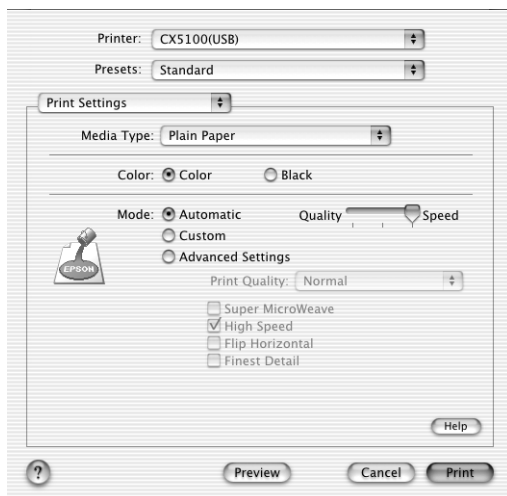 Printer: CX5100(USB)
Presets: Standard
Print Settings
Media Type: Plain Paper
Color: Color Black
Mode: Automatic Quality Speed
Custom
EPSON Advanced Settings
Print Quality: Normal
Super MicroWeave
High Speed
Flip Horizontal
Finest Detail
Help
? Preview Cancel Print